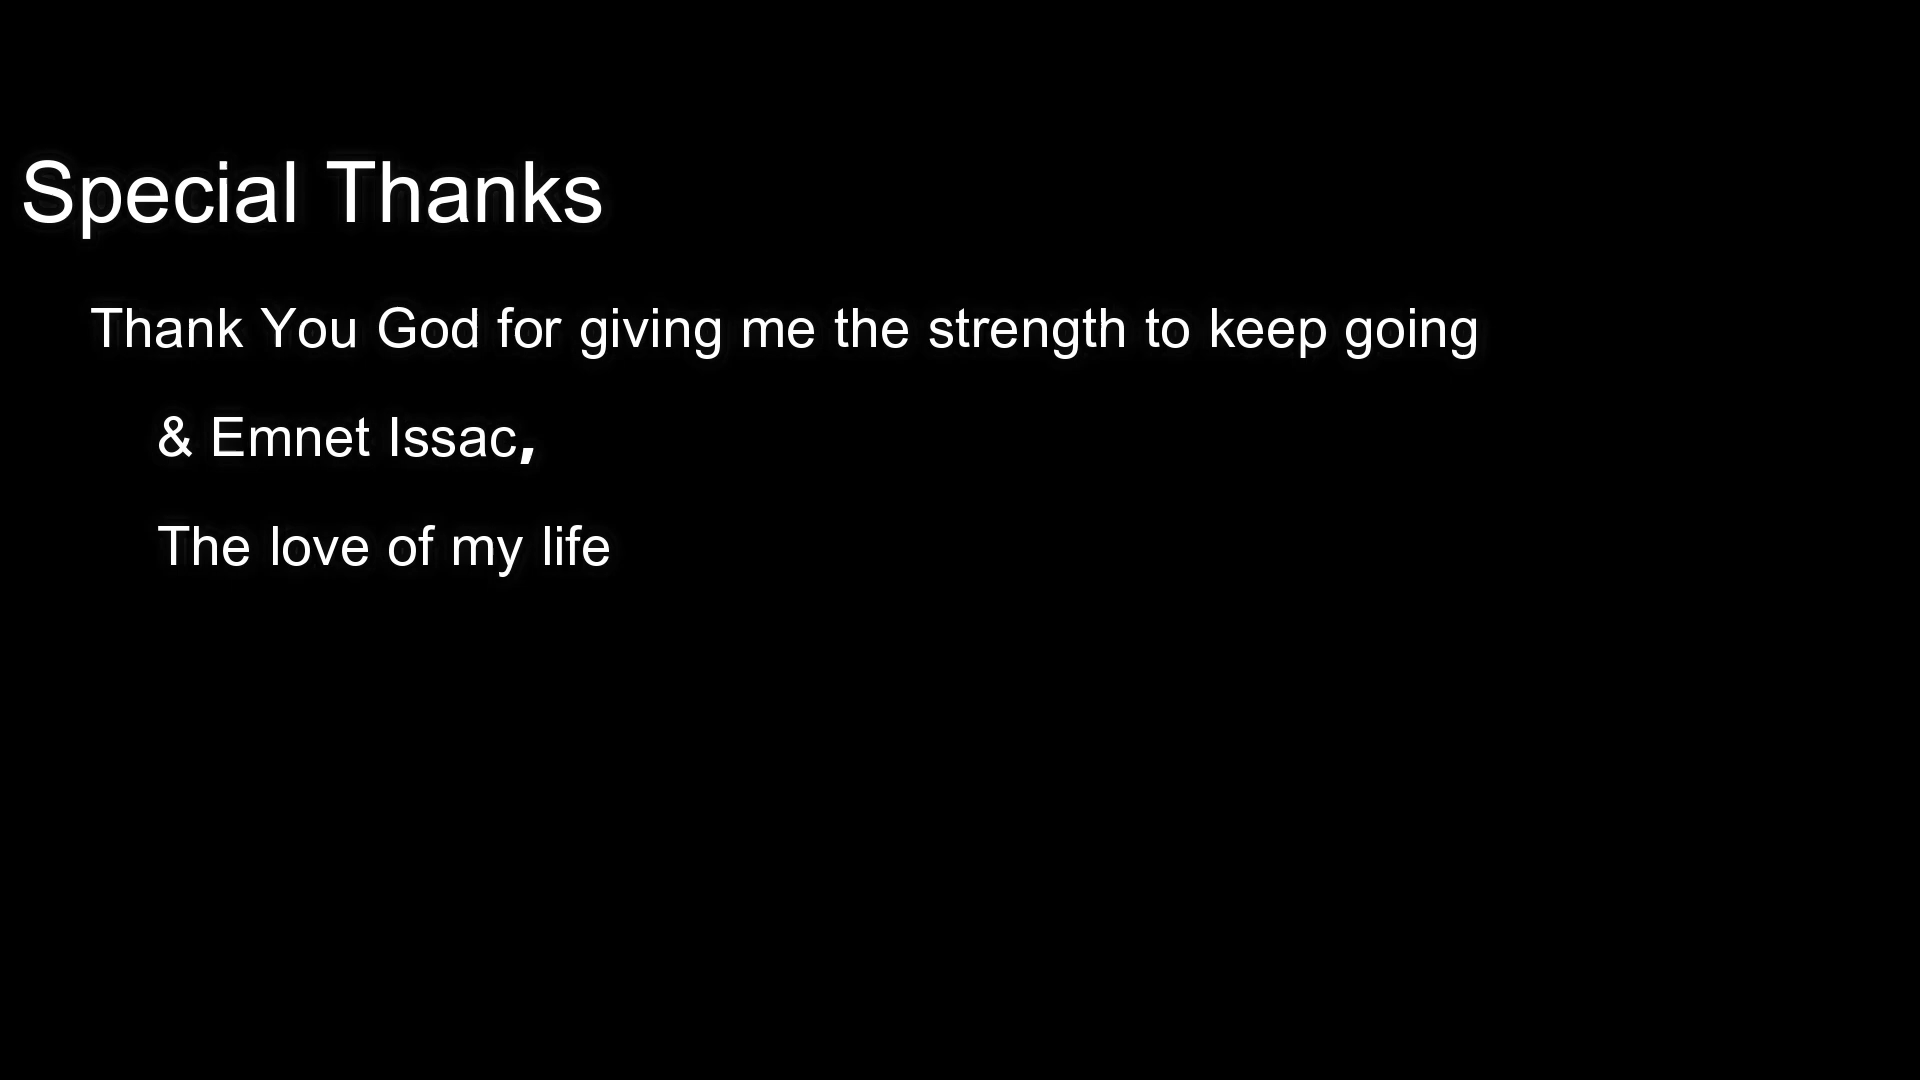 Special Thanks
Thank You God for giving me the strength to keep going
& Emnet Issac,
The love of my life